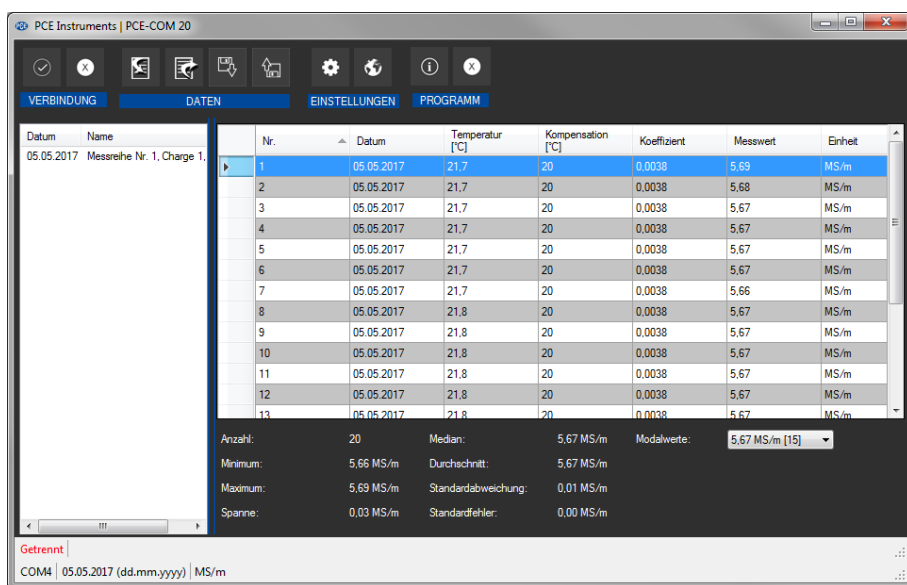 PCE Instruments | PCE-COM 20
VERBINDUNG DATEN EINSTELLUNGEN PROGRAMM
Datum Name
05.05.2017 Messreihe Nr. 1, Charge 1,
Nr. Datum Temperatur [°C] Kompensation [°C] Koeffizient Messwert Einheit
1 05.05.2017 21,7 20 0,0038 5,69 MS/m
2 05.05.2017 21,7 20 0,0038 5,68 MS/m
3 05.05.2017 21,7 20 0,0038 5,67 MS/m
4 05.05.2017 21,7 20 0,0038 5,67 MS/m
5 05.05.2017 21,7 20 0,0038 5,67 MS/m
6 05.05.2017 21,7 20 0,0038 5,67 MS/m
7 05.05.2017 21,7 20 0,0038 5,66 MS/m
8 05.05.2017 21,8 20 0,0038 5,67 MS/m
9 05.05.2017 21,8 20 0,0038 5,67 MS/m
10 05.05.2017 21,8 20 0,0038 5,67 MS/m
11 05.05.2017 21,8 20 0,0038 5,67 MS/m
12 05.05.2017 21,8 20 0,0038 5,67 MS/m
13 05.05.2017 21,8 20 0,0038 5,67 MS/m
Anzahl: 20 Median: 5,67 MS/m Modalwerte: 5,67 MS/m [15]
Minimum: 5,66 MS/m Durchschnitt: 5,67 MS/m
Maximum: 5,69 MS/m Standardabweichung: 0,01 MS/m
Spanne: 0,03 MS/m Standardfehler: 0,00 MS/m
Getrennt
COM4 05.05.2017 (dd.mm.yyyy) MS/m